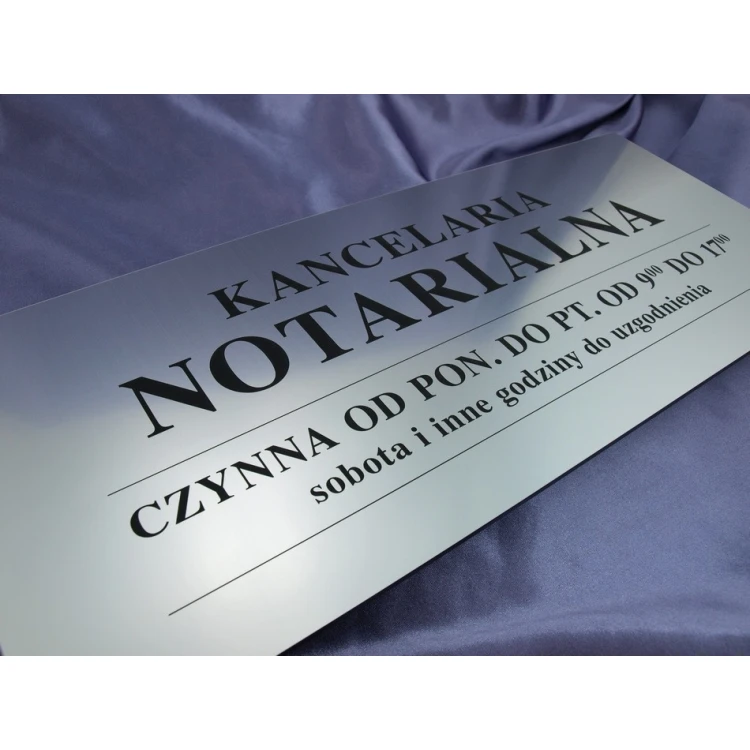 KANCELARIA
NOTARIALNA
CZYNNA OD PON. DO PT. OD 9⁰⁰ DO 17⁰⁰
sobota i inne godziny do uzgodnienia